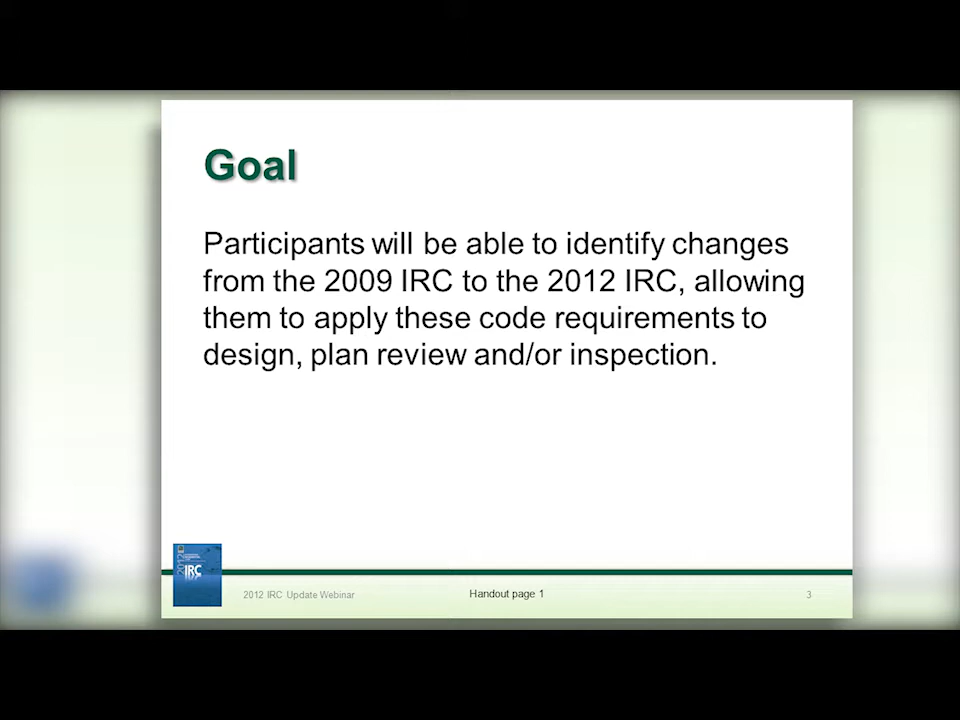 Goal
Participants will be able to identify changes
from the 2009 IRC to the 2012 IRC, allowing
them to apply these code requirements to
design, plan review and/or inspection.
2012
IRC
2012 IRC Update Webinar
Handout page 1
3